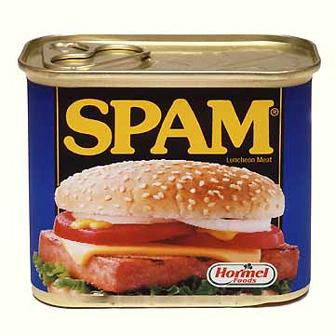 SPAM®
Luncheon Meat
Hormel
Foods